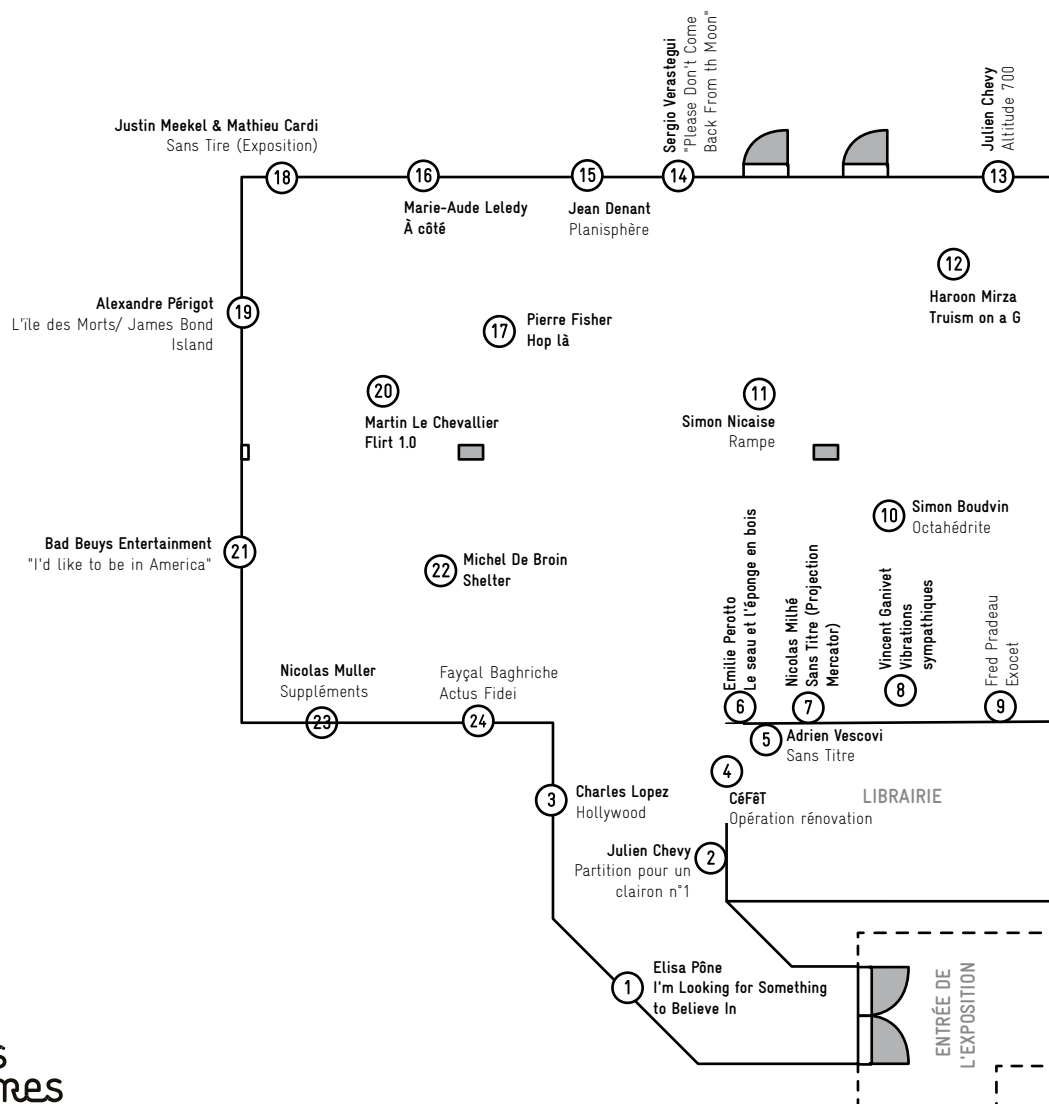 Sergio Verastegui
"Please Don't Come
Back From th Moon"
Julien Chevy
Altitude 700
Justin Meekel & Mathieu Cardi
Sans Tire (Exposition)
18
16
15
14
13
Marie-Aude Leledy
À côté
Jean Denant
Planisphère
12
Haroon Mirza
Truism on a G
Alexandre Périgot
L'ïle des Morts/ James Bond
Island
19
17
Pierre Fisher
Hop là
20
Martin Le Chevallier
Flirt 1.0
11
Simon Nicaise
Rampe
10
Simon Boudvin
Octahédrite
Bad Beuys Entertainment
"I'd like to be in America"
21
22
Michel De Broin
Shelter
Emilie Perotto
Le seau et l'éponge en bois
Nicolas Milhé
Sans Titre (Projection
Mercator)
Vincent Ganivet
Vibrations
sympathiques
Fred Pradeau
Exocet
6
7
8
9
Nicolas Muller
Suppléments
23
Fayçal Baghriche
Actus Fidei
24
5
Adrien Vescovi
Sans Titre
4
CéFêT
Opération rénovation
LIBRAIRIE
3
Charles Lopez
Hollywood
Julien Chevy
Partition pour un
clairon n°1
2
1
Elisa Pône
I'm Looking for Something
to Believe In
ENTRÉE DE
L'EXPOSITION
s
mes